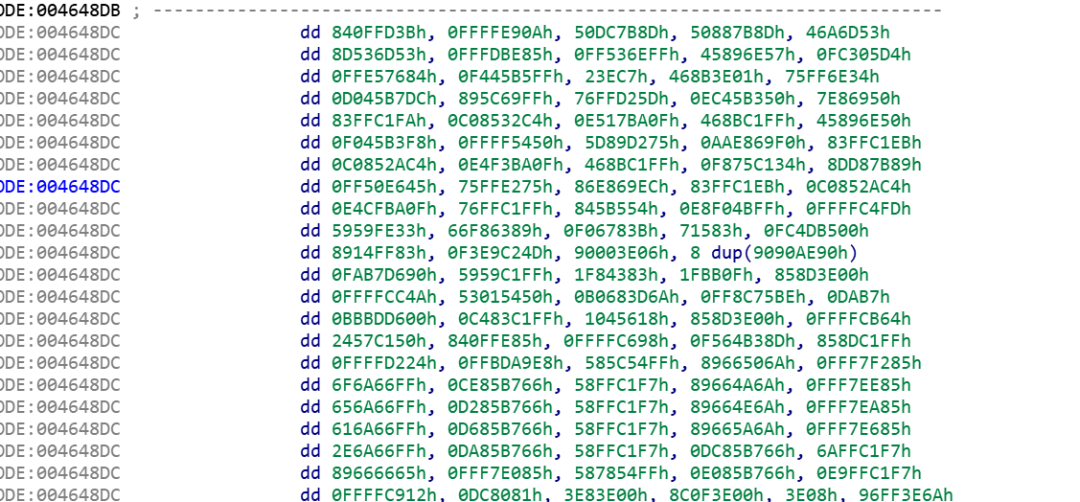 ODE:004648DB ; ---------------------------------------------------------------------------
ODE:004648DC dd 840FFD3Bh, 0FFFFE90Ah, 50DC7B8Dh, 50887B8Dh, 46A6D53h
ODE:004648DC dd 8D536D53h, 0FFFDBE85h, 0FF536EFFh, 45896E57h, 0FC305D4h
ODE:004648DC dd 0FFE57684h, 0F445B5FFh, 23EC7h, 468B3E01h, 75FF6E34h
ODE:004648DC dd 0D045B7DCh, 895C69FFh, 76FFD25Dh, 0EC45B350h, 7E86950h
ODE:004648DC dd 83FFC1FAh, 0C08532C4h, 0E517BA0Fh, 468BC1FFh, 45896E50h
ODE:004648DC dd 0F045B3F8h, 0FFFF5450h, 5D89D275h, 0AAE869F0h, 83FFC1EBh
ODE:004648DC dd 0C0852AC4h, 0E4F3BA0Fh, 468BC1FFh, 0F875C134h, 8DD87B89h
ODE:004648DC dd 0FF50E645h, 75FFE275h, 86E869ECh, 83FFC1EBh, 0C0852AC4h
ODE:004648DC dd 0E4CFBA0Fh, 76FFC1FFh, 845B554h, 0E8F04BFFh, 0FFFFC4FDh
ODE:004648DC dd 5959FE33h, 66F86389h, 0F06783Bh, 71583h, 0FC4DB500h
ODE:004648DC dd 8914FF83h, 0F3E9C24Dh, 90003E06h, 8 dup(9090AE90h)
ODE:004648DC dd 0FAB7D690h, 5959C1FFh, 1F84383h, 1FBB0Fh, 858D3E00h
ODE:004648DC dd 0FFFFCC4Ah, 53015450h, 0B0683D6Ah, 0FF8C75BEh, 0DAB7h
ODE:004648DC dd 0BBBDD600h, 0C483C1FFh, 1045618h, 858D3E00h, 0FFFFCB64h
ODE:004648DC dd 2457C150h, 840FFE85h, 0FFFFC698h, 0F564B38Dh, 858DC1FFh
ODE:004648DC dd 0FFFFD224h, 0FFBDA9E8h, 585C54FFh, 8966506Ah, 0FFF7F285h
ODE:004648DC dd 6F6A66FFh, 0CE85B766h, 58FFC1F7h, 89664A6Ah, 0FFF7EE85h
ODE:004648DC dd 656A66FFh, 0D285B766h, 58FFC1F7h, 89664E6Ah, 0FFF7EA85h
ODE:004648DC dd 616A66FFh, 0D685B766h, 58FFC1F7h, 89665A6Ah, 0FFF7E685h
ODE:004648DC dd 2E6A66FFh, 0DA85B766h, 58FFC1F7h, 0DC85B766h, 6AFFC1F7h
ODE:004648DC dd 89666665h, 0FFF7E085h, 587854FFh, 0E085B766h, 0E9FFC1F7h
ODE:004648DC dd 0FFFFC912h, 0DC8081h, 3E83E00h, 8C0F3E00h, 3E08h, 96FF3E6Ah